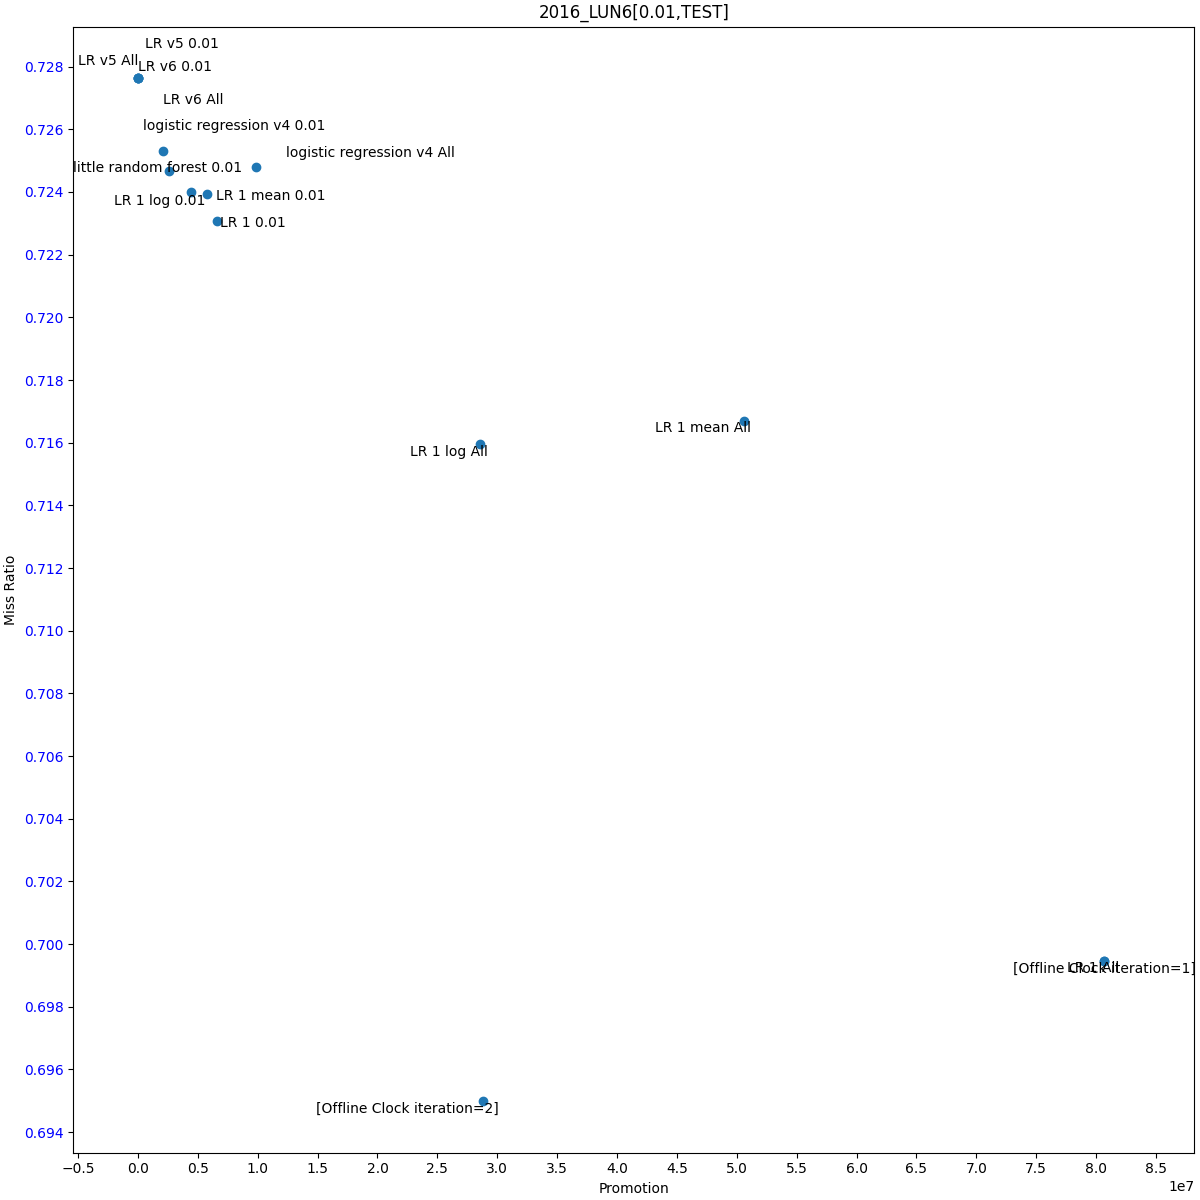 2016_LUN6[0.01,TEST]
LR v5 0.01
LR v5 All
LR v6 0.01
LR v6 All
logistic regression v4 0.01
logistic regression v4 All
little random forest 0.01
LR 1 log 0.01
LR 1 mean 0.01
LR 1 0.01
LR 1 mean All
LR 1 log All
[Offline Clock iteration=1]
LR 1 All
[Offline Clock iteration=2]
Miss Ratio
0.728
0.726
0.724
0.722
0.720
0.718
0.716
0.714
0.712
0.710
0.708
0.706
0.704
0.702
0.700
0.698
0.696
0.694
−0.5 0.0 0.5 1.0 1.5 2.0 2.5 3.0 3.5 4.0 4.5 5.0 5.5 6.0 6.5 7.0 7.5 8.0 8.5
1e7
Promotion